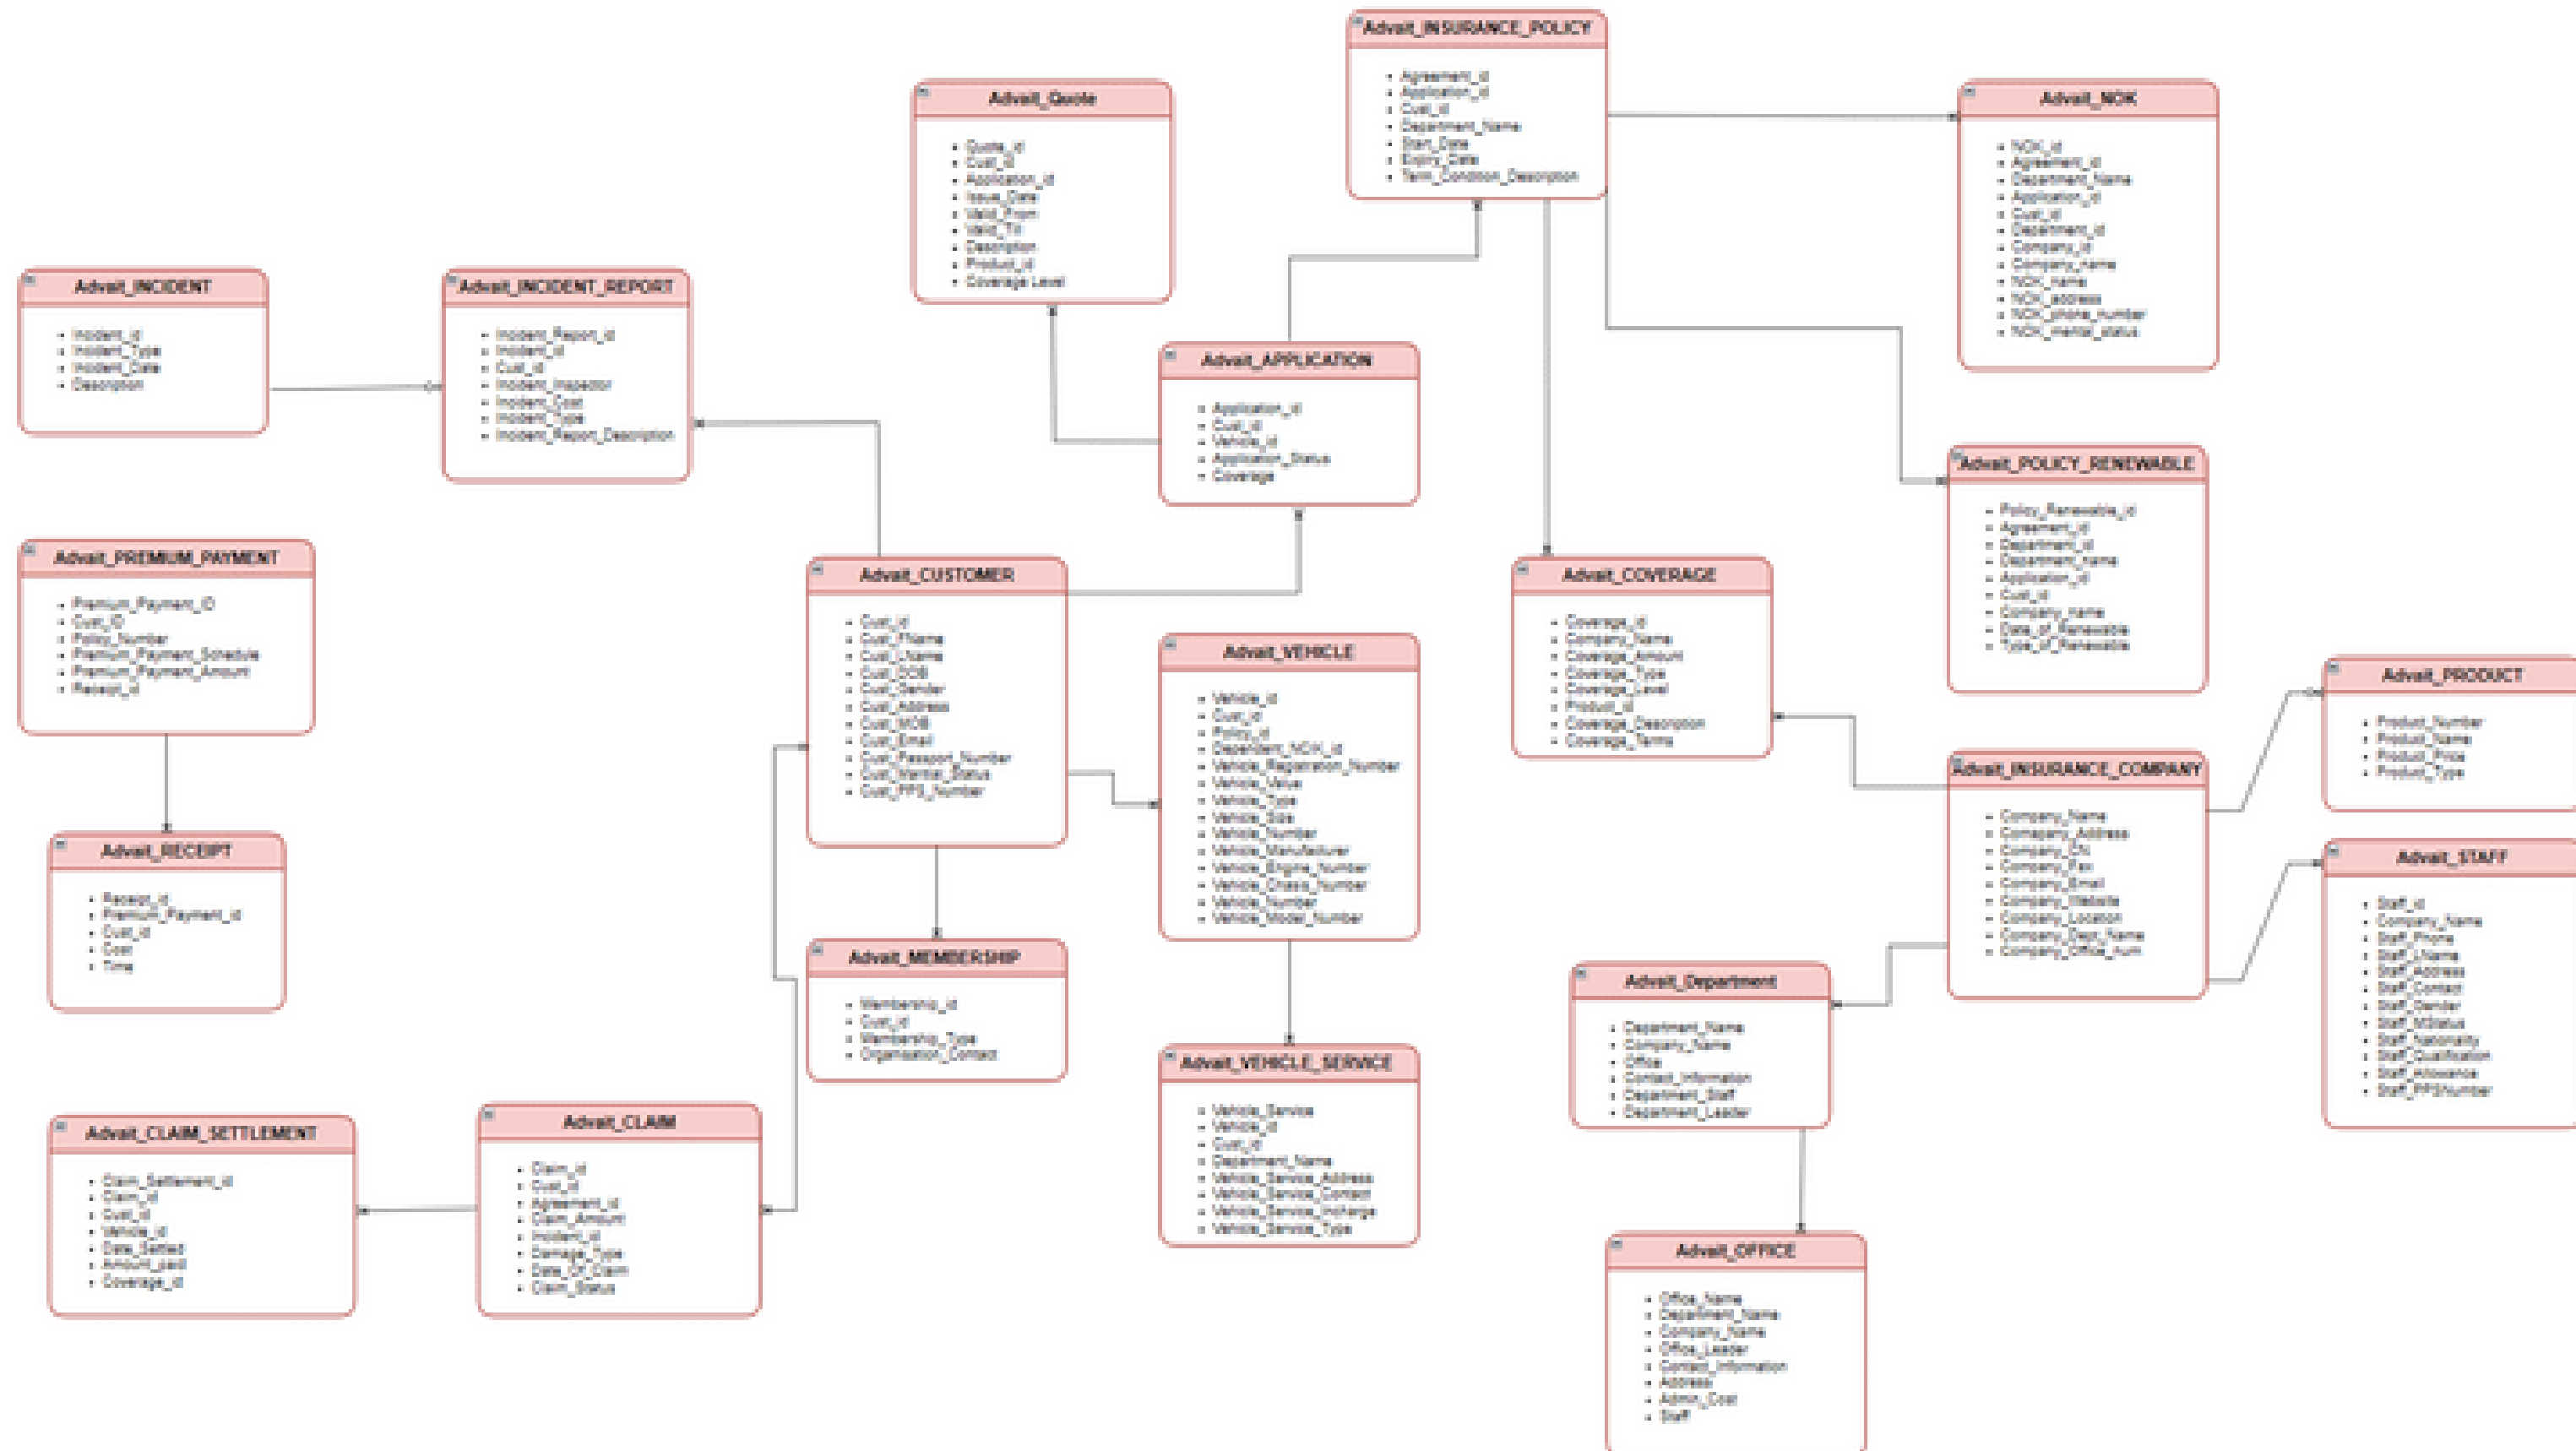 Advait_INSURANCE_POLICY
Agreement_id
Application_id
Cust_id
Department_Name
Start_Date
Expiry_Date
Term_Condition_Description
Advait_Quote
Quote_id
Cust_id
Application_id
Issue_Date
Valid_From
Valid_Till
Description
Product_id
Coverage Level
Advait_NOK
NOK_id
Agreement_id
Department_Name
Application_id
Cust_id
Department_id
Company_id
Company_name
NOK_name
NOK_address
NOK_phone_number
Advait_INCIDENT
Incident_id
Incident_Type
Incident_Date
Description
Advait_INCIDENT_REPORT
Incident_Report_id
Incident_id
Cust_id
Incident_Inspector
Incident_Cost
Incident_Type
Incident_Report_Description
Advait_APPLICATION
Application_id
Cust_id
Vehicle_id
Application_Status
Coverage
Advait_POLICY_RENEWABLE
Policy_Renewable_id
Agreement_id
Department_id
Department_name
Application_id
Cust_id
Company_name
Date_of_Renewable
Type_of_Renewable
Advait_PREMIUM_PAYMENT
Premium_Payment_ID
Cust_ID
Policy_Number
Premium_Payment_Schedule
Premium_Payment_Amount
Receipt_id
Advait_CUSTOMER
Cust_id
Cust_FName
Cust_LName
Cust_DOB
Cust_Gender
Cust_Address
Cust_MOB
Cust_Email
Cust_Passport_Number
Cust_Marital_Status
Cust_PPS_Number
Advait_COVERAGE
Coverage_id
Company_Name
Coverage_Amount
Coverage_Type
Coverage_Level
Product_id
Coverage_Description
Coverage_Terms
Advait_VEHICLE
Vehicle_id
Cust_id
Policy_id
Dependent_NOK_id
Vehicle_Registration_Number
Vehicle_Value
Vehicle_Type
Vehicle_Size
Vehicle_Number
Vehicle_Manufacturer
Vehicle_Engine_Number
Vehicle_Chasis_Number
Vehicle_Number
Vehicle_Model_Number
Advait_PRODUCT
Product_Number
Product_Name
Product_Price
Product_Type
Advait_INSURANCE_COMPANY
Company_Name
Company_Fax
Company_Email
Company_Website
Company_Location
Company_Dept_Name
Advait_STAFF
Staff_id
Company_Name
Staff_Phone
Staff_LName
Staff_Address
Staff_Contact
Staff_Gender
Staff_MStatus
Staff_Nationality
Staff_Qualification
Staff_Allowance
Staff_PPSNumber
Advait_RECEIPT
Receipt_id
Premium_Payment_id
Cust_id
Cost
Time
Advait_MEMBERSHIP
Membership_id
Cust_id
Membership_Type
Organisation_Contact
Advait_Department
Department_Name
Company_Name
Office
Contact_Information
Department_Staff
Department_Leader
Advait_VEHICLE_SERVICE
Vehicle_Service
Vehicle_id
Cust_id
Department_Name
Vehicle_Service_Address
Vehicle_Service_Contact
Vehicle_Service_Incharge
Vehicle_Service_Type
Advait_CLAIM_SETTLEMENT
Claim_Settlement_id
Claim_id
Cust_id
Vehicle_id
Date_Settled
Amount_paid
Coverage_id
Advait_CLAIM
Claim_id
Cust_id
Agreement_id
Claim_Amount
Incident_id
Damage_Type
Date_Of_Claim
Claim_Status
Advait_OFFICE
Office_Name
Department_Name
Company_Name
Office_Leader
Contact_Information
Address
Admin_Cost
Staff